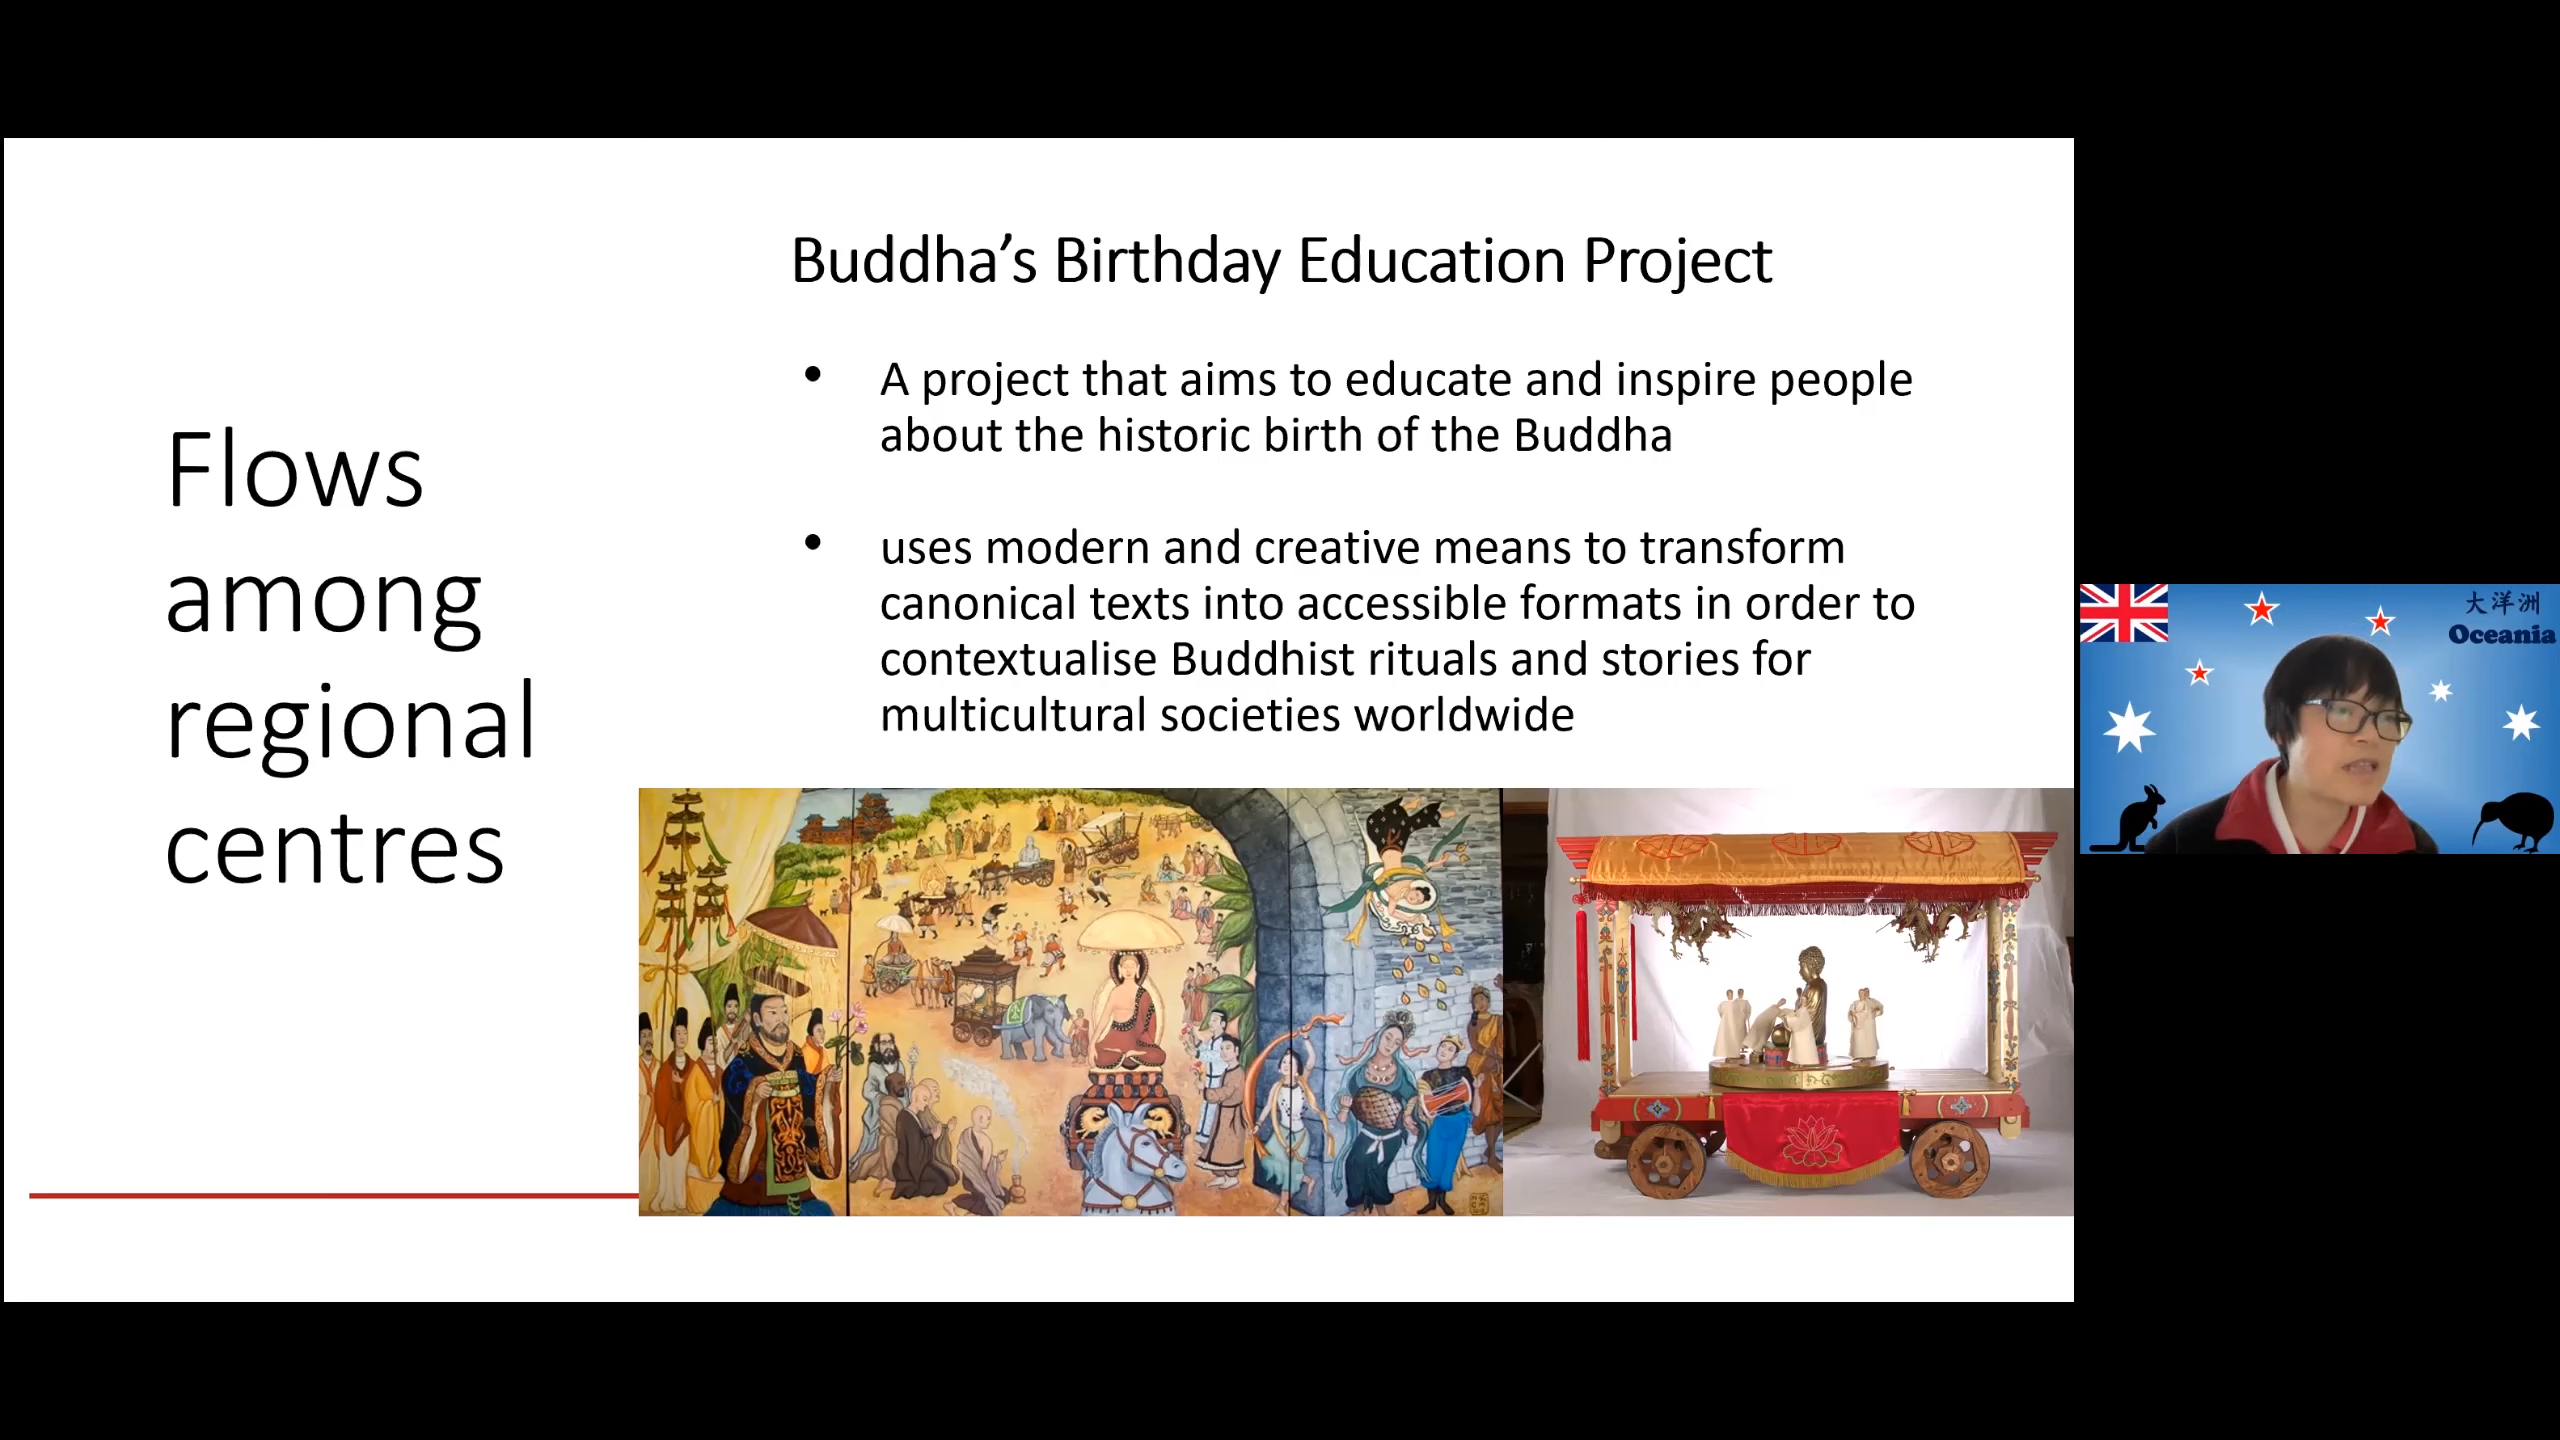 Flows
among
regional
centres
Buddha’s Birthday Education Project
• A project that aims to educate and inspire people
about the historic birth of the Buddha
• uses modern and creative means to transform
canonical texts into accessible formats in order to
contextualise Buddhist rituals and stories for
multicultural societies worldwide
大洋洲
Oceania